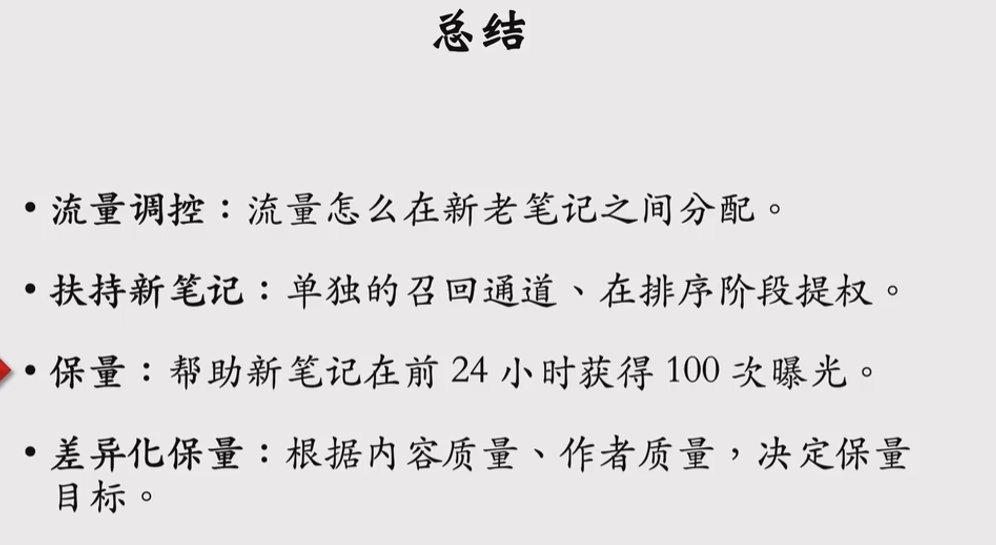 总结
• 流量调控：流量怎么在新老笔记之间分配。
• 扶持新笔记：单独的召回通道、在排序阶段提权。
• 保量：帮助新笔记在前 24 小时获得 100 次曝光。
• 差异化保量：根据内容质量、作者质量，决定保量
目标。